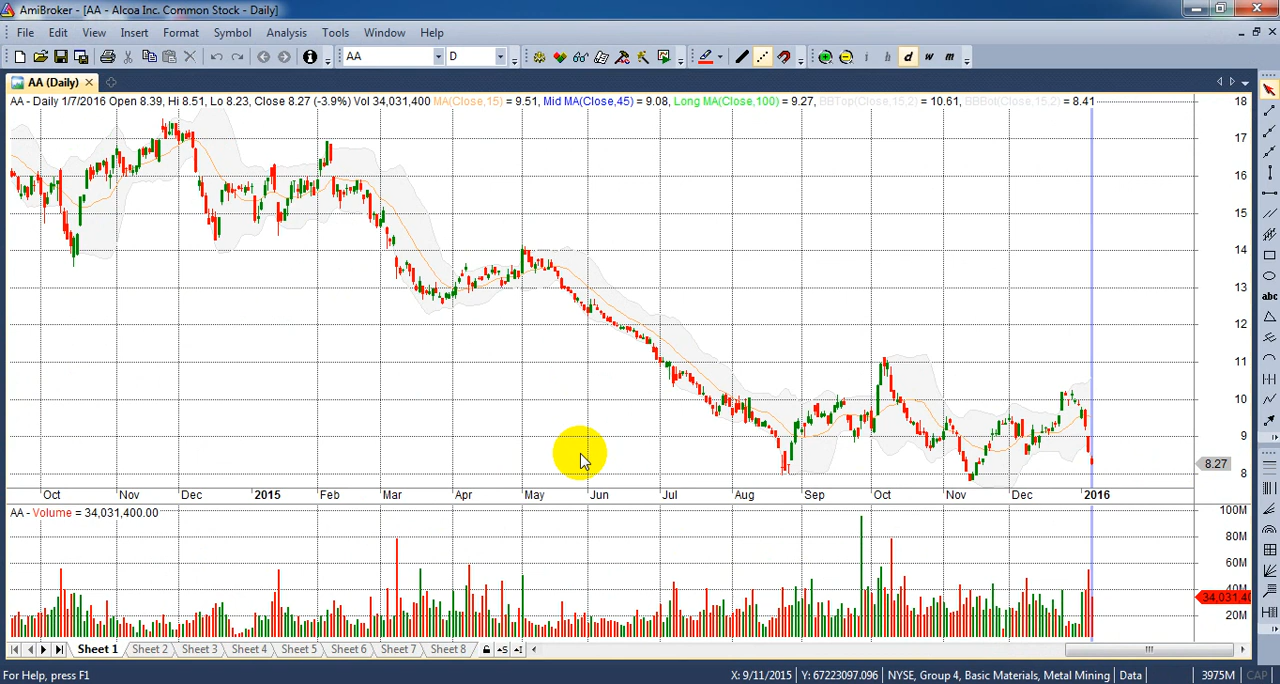 AmiBroker - [AA - Alcoa Inc. Common Stock - Daily]
File Edit View Insert Format Symbol Analysis Tools Window Help
AA D i h d w m
AA (Daily)
AA - Daily 1/7/2016 Open 8.39, Hi 8.51, Lo 8.23, Close 8.27 (-3.9%) Vol 34,031,400 MA(Close,15) = 9.51, Mid MA(Close,45) = 9.08, Long MA(Close,100) = 9.27, BBTop(Close,15,2) = 10.61, BBBot(Close,15,2) = 8.41
18
17
16
15
14
13
12
11
10
9
8.27
8
Oct Nov Dec 2015 Feb Mar Apr May Jun Jul Aug Sep Oct Nov Dec 2016
AA - Volume = 34,031,400.00
100M
80M
60M
40M
34,031,40
20M
abc
Sheet 1 Sheet 2 Sheet 3 Sheet 4 Sheet 5 Sheet 6 Sheet 7 Sheet 8
For Help, press F1 X: 9/11/2015 Y: 67223097.096 NYSE, Group 4, Basic Materials, Metal Mining Data 3975M CAP